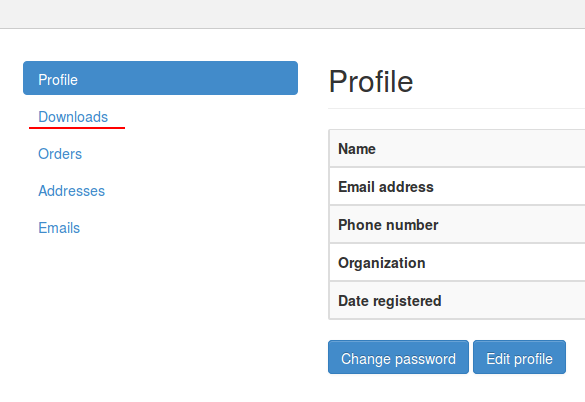 Profile
Downloads
Orders
Addresses
Emails
Profile
Name
Email address
Phone number
Organization
Date registered
Change password
Edit profile